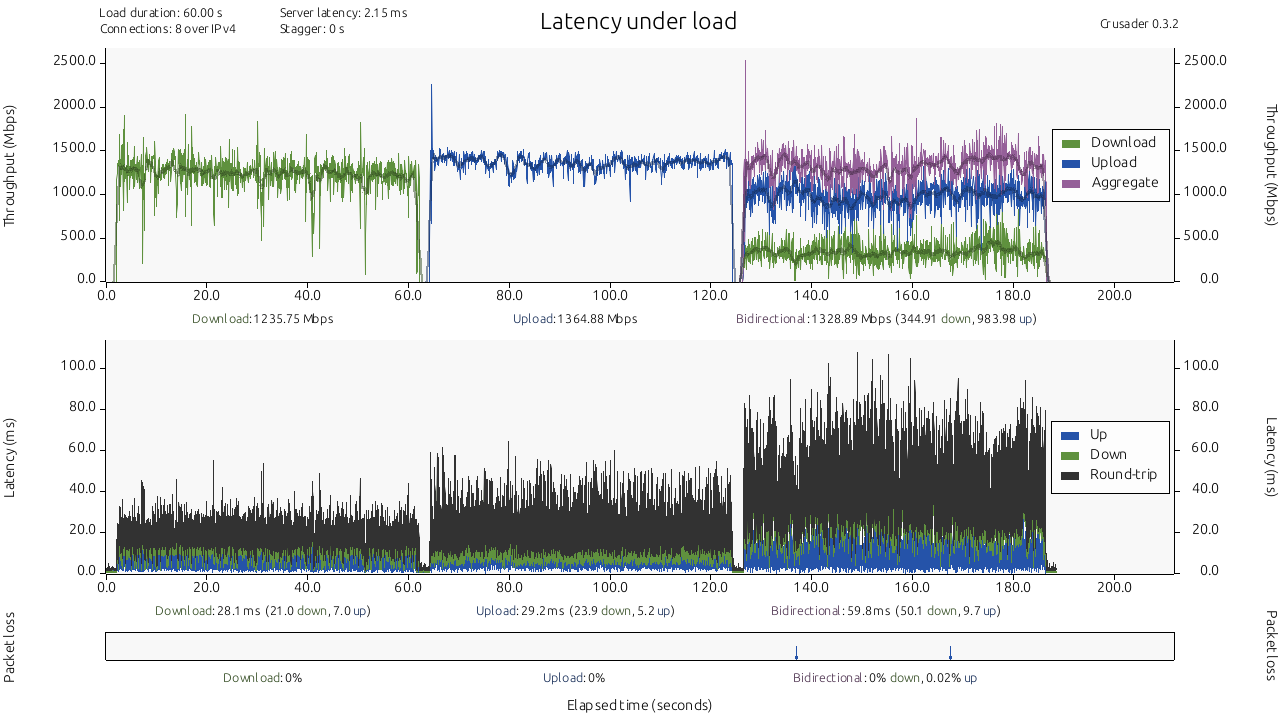 Load duration: 60.00 s
Server latency: 2.15 ms
Connections: 8 over IPv4
Stagger: 0 s
Latency under load
Crusader 0.3.2
Throughput (Mbps)
2500.0
2000.0
1500.0
1000.0
500.0
0.0
2500.0
2000.0
1500.0
1000.0
500.0
0.0
Throughput (Mbps)
Download
Upload
Aggregate
0.0 20.0 40.0 60.0 80.0 100.0 120.0 140.0 160.0 180.0 200.0
Download: 1235.75 Mbps
Upload: 1364.88 Mbps
Bidirectional: 1328.89 Mbps (344.91 down, 983.98 up)
Latency (ms)
100.0
80.0
60.0
40.0
20.0
0.0
100.0
80.0
60.0
40.0
20.0
0.0
Latency (ms)
Up
Down
Round-trip
0.0 20.0 40.0 60.0 80.0 100.0 120.0 140.0 160.0 180.0 200.0
Download: 28.1 ms (21.0 down, 7.0 up)
Upload: 29.2 ms (23.9 down, 5.2 up)
Bidirectional: 59.8 ms (50.1 down, 9.7 up)
Packet loss
Packet loss
Download: 0%
Upload: 0%
Bidirectional: 0% down, 0.02% up
Elapsed time (seconds)